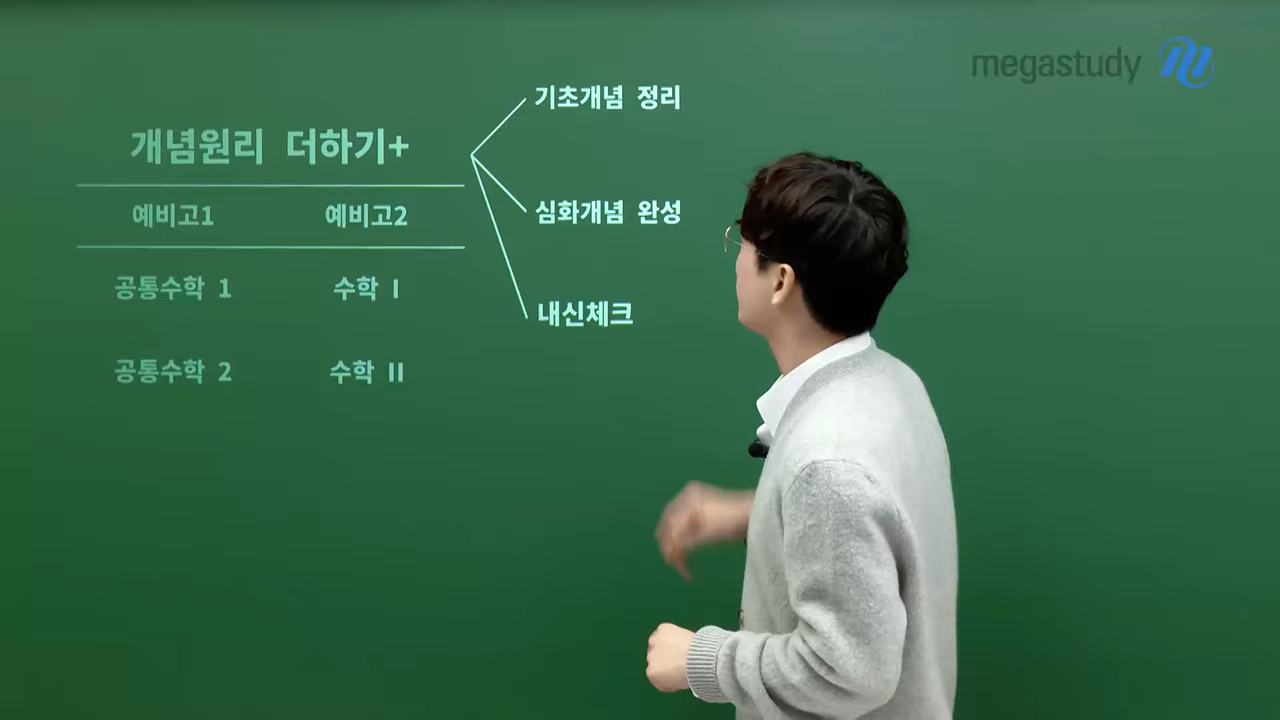 megastudy
개념원리 더하기+
예비고1 예비고2
공통수학 1 수학 I
공통수학 2 수학 II
기초개념 정리
심화개념 완성
내신체크